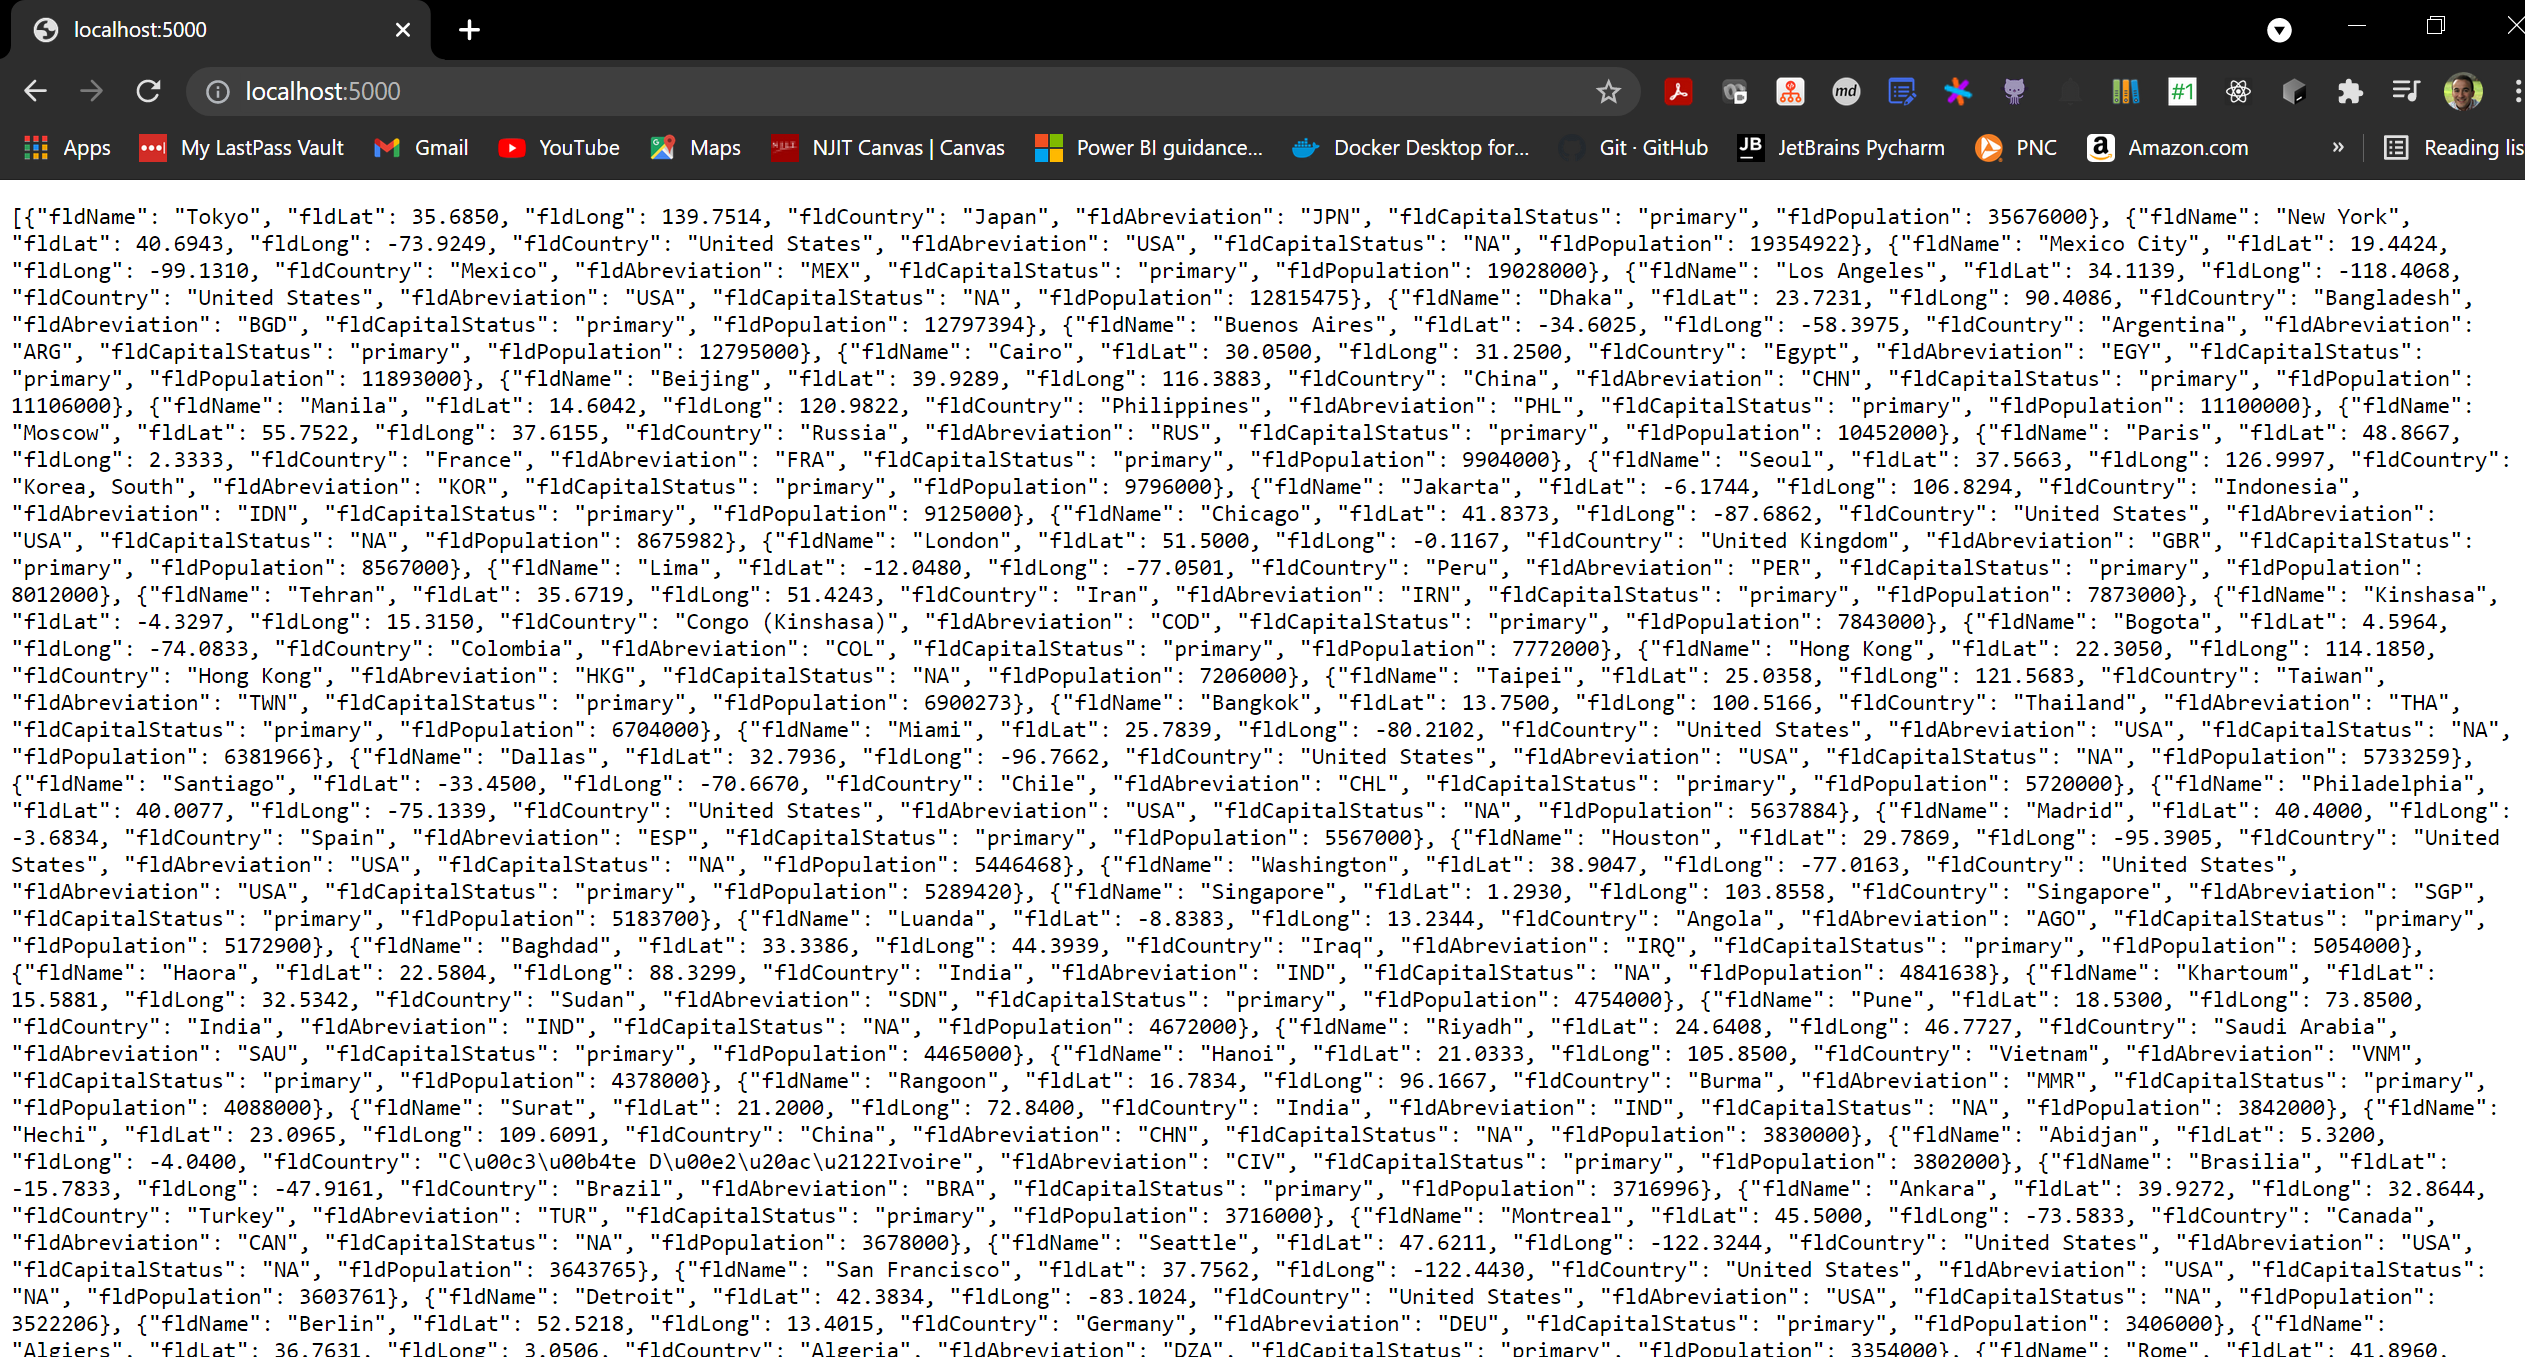 localhost:5000
localhost:5000
md
#1
Apps My LastPass Vault Gmail YouTube Maps NJIT Canvas | Canvas Power BI guidance... Docker Desktop for... Git · GitHub JB JetBrains Pycharm PNC Amazon.com » Reading lis
[{"fldName": "Tokyo", "fldLat": 35.6850, "fldLong": 139.7514, "fldCountry": "Japan", "fldAbreviation": "JPN", "fldCapitalStatus": "primary", "fldPopulation": 35676000}, {"fldName": "New York",
"fldLat": 40.6943, "fldLong": -73.9249, "fldCountry": "United States", "fldAbreviation": "USA", "fldCapitalStatus": "NA", "fldPopulation": 19354922}, {"fldName": "Mexico City", "fldLat": 19.4424,
"fldLong": -99.1310, "fldCountry": "Mexico", "fldAbreviation": "MEX", "fldCapitalStatus": "primary", "fldPopulation": 19028000}, {"fldName": "Los Angeles", "fldLat": 34.1139, "fldLong": -118.4068,
"fldCountry": "United States", "fldAbreviation": "USA", "fldCapitalStatus": "NA", "fldPopulation": 12815475}, {"fldName": "Dhaka", "fldLat": 23.7231, "fldLong": 90.4086, "fldCountry": "Bangladesh",
"fldAbreviation": "BGD", "fldCapitalStatus": "primary", "fldPopulation": 12797394}, {"fldName": "Buenos Aires", "fldLat": -34.6025, "fldLong": -58.3975, "fldCountry": "Argentina", "fldAbreviation":
"ARG", "fldCapitalStatus": "primary", "fldPopulation": 12795000}, {"fldName": "Cairo", "fldLat": 30.0500, "fldLong": 31.2500, "fldCountry": "Egypt", "fldAbreviation": "EGY", "fldCapitalStatus":
"primary", "fldPopulation": 11893000}, {"fldName": "Beijing", "fldLat": 39.9289, "fldLong": 116.3883, "fldCountry": "China", "fldAbreviation": "CHN", "fldCapitalStatus": "primary", "fldPopulation":
11106000}, {"fldName": "Manila", "fldLat": 14.6042, "fldLong": 120.9822, "fldCountry": "Philippines", "fldAbreviation": "PHL", "fldCapitalStatus": "primary", "fldPopulation": 11100000}, {"fldName":
"Moscow", "fldLat": 55.7522, "fldLong": 37.6155, "fldCountry": "Russia", "fldAbreviation": "RUS", "fldCapitalStatus": "primary", "fldPopulation": 10452000}, {"fldName": "Paris", "fldLat": 48.8667,
"fldLong": 2.3333, "fldCountry": "France", "fldAbreviation": "FRA", "fldCapitalStatus": "primary", "fldPopulation": 9904000}, {"fldName": "Seoul", "fldLat": 37.5663, "fldLong": 126.9997, "fldCountry":
"Korea, South", "fldAbreviation": "KOR", "fldCapitalStatus": "primary", "fldPopulation": 9796000}, {"fldName": "Jakarta", "fldLat": -6.1744, "fldLong": 106.8294, "fldCountry": "Indonesia",
"fldAbreviation": "IDN", "fldCapitalStatus": "primary", "fldPopulation": 9125000}, {"fldName": "Chicago", "fldLat": 41.8373, "fldLong": -87.6862, "fldCountry": "United States", "fldAbreviation":
"USA", "fldCapitalStatus": "NA", "fldPopulation": 8675982}, {"fldName": "London", "fldLat": 51.5000, "fldLong": -0.1167, "fldCountry": "United Kingdom", "fldAbreviation": "GBR", "fldCapitalStatus":
"primary", "fldPopulation": 8567000}, {"fldName": "Lima", "fldLat": -12.0480, "fldLong": -77.0501, "fldCountry": "Peru", "fldAbreviation": "PER", "fldCapitalStatus": "primary", "fldPopulation":
8012000}, {"fldName": "Tehran", "fldLat": 35.6719, "fldLong": 51.4243, "fldCountry": "Iran", "fldAbreviation": "IRN", "fldCapitalStatus": "primary", "fldPopulation": 7873000}, {"fldName": "Kinshasa",
"fldLat": -4.3297, "fldLong": 15.3150, "fldCountry": "Congo (Kinshasa)", "fldAbreviation": "COD", "fldCapitalStatus": "primary", "fldPopulation": 7843000}, {"fldName": "Bogota", "fldLat": 4.5964,
"fldLong": -74.0833, "fldCountry": "Colombia", "fldAbreviation": "COL", "fldCapitalStatus": "primary", "fldPopulation": 7772000}, {"fldName": "Hong Kong", "fldLat": 22.3050, "fldLong": 114.1850,
"fldCountry": "Hong Kong", "fldAbreviation": "HKG", "fldCapitalStatus": "NA", "fldPopulation": 7206000}, {"fldName": "Taipei", "fldLat": 25.0358, "fldLong": 121.5683, "fldCountry": "Taiwan",
"fldAbreviation": "TWN", "fldCapitalStatus": "primary", "fldPopulation": 6900273}, {"fldName": "Bangkok", "fldLat": 13.7500, "fldLong": 100.5166, "fldCountry": "Thailand", "fldAbreviation": "THA",
"fldCapitalStatus": "primary", "fldPopulation": 6704000}, {"fldName": "Miami", "fldLat": 25.7839, "fldLong": -80.2102, "fldCountry": "United States", "fldAbreviation": "USA", "fldCapitalStatus": "NA",
"fldPopulation": 6381966}, {"fldName": "Dallas", "fldLat": 32.7936, "fldLong": -96.7662, "fldCountry": "United States", "fldAbreviation": "USA", "fldCapitalStatus": "NA", "fldPopulation": 5733259},
{"fldName": "Santiago", "fldLat": -33.4500, "fldLong": -70.6670, "fldCountry": "Chile", "fldAbreviation": "CHL", "fldCapitalStatus": "primary", "fldPopulation": 5720000}, {"fldName": "Philadelphia",
"fldLat": 40.0077, "fldLong": -75.1339, "fldCountry": "United States", "fldAbreviation": "USA", "fldCapitalStatus": "NA", "fldPopulation": 5637884}, {"fldName": "Madrid", "fldLat": 40.4000, "fldLong":
-3.6834, "fldCountry": "Spain", "fldAbreviation": "ESP", "fldCapitalStatus": "primary", "fldPopulation": 5567000}, {"fldName": "Houston", "fldLat": 29.7869, "fldLong": -95.3905, "fldCountry": "United
States", "fldAbreviation": "USA", "fldCapitalStatus": "NA", "fldPopulation": 5446468}, {"fldName": "Washington", "fldLat": 38.9047, "fldLong": -77.0163, "fldCountry": "United States",
"fldAbreviation": "USA", "fldCapitalStatus": "primary", "fldPopulation": 5289420}, {"fldName": "Singapore", "fldLat": 1.2930, "fldLong": 103.8558, "fldCountry": "Singapore", "fldAbreviation": "SGP",
"fldCapitalStatus": "primary", "fldPopulation": 5183700}, {"fldName": "Luanda", "fldLat": -8.8383, "fldLong": 13.2344, "fldCountry": "Angola", "fldAbreviation": "AGO", "fldCapitalStatus": "primary",
"fldPopulation": 5172900}, {"fldName": "Baghdad", "fldLat": 33.3386, "fldLong": 44.3939, "fldCountry": "Iraq", "fldAbreviation": "IRQ", "fldCapitalStatus": "primary", "fldPopulation": 5054000},
{"fldName": "Haora", "fldLat": 22.5804, "fldLong": 88.3299, "fldCountry": "India", "fldAbreviation": "IND", "fldCapitalStatus": "NA", "fldPopulation": 4841638}, {"fldName": "Khartoum", "fldLat":
15.5881, "fldLong": 32.5342, "fldCountry": "Sudan", "fldAbreviation": "SDN", "fldCapitalStatus": "primary", "fldPopulation": 4754000}, {"fldName": "Pune", "fldLat": 18.5300, "fldLong": 73.8500,
"fldCountry": "India", "fldAbreviation": "IND", "fldCapitalStatus": "NA", "fldPopulation": 4672000}, {"fldName": "Riyadh", "fldLat": 24.6408, "fldLong": 46.7727, "fldCountry": "Saudi Arabia",
"fldAbreviation": "SAU", "fldCapitalStatus": "primary", "fldPopulation": 4465000}, {"fldName": "Hanoi", "fldLat": 21.0333, "fldLong": 105.8500, "fldCountry": "Vietnam", "fldAbreviation": "VNM",
"fldCapitalStatus": "primary", "fldPopulation": 4378000}, {"fldName": "Rangoon", "fldLat": 16.7834, "fldLong": 96.1667, "fldCountry": "Burma", "fldAbreviation": "MMR", "fldCapitalStatus": "primary",
"fldPopulation": 4088000}, {"fldName": "Surat", "fldLat": 21.2000, "fldLong": 72.8400, "fldCountry": "India", "fldAbreviation": "IND", "fldCapitalStatus": "NA", "fldPopulation": 3842000}, {"fldName":
"Hechi", "fldLat": 23.0965, "fldLong": 109.6091, "fldCountry": "China", "fldAbreviation": "CHN", "fldCapitalStatus": "NA", "fldPopulation": 3830000}, {"fldName": "Abidjan", "fldLat": 5.3200,
"fldLong": -4.0400, "fldCountry": "C\u00c3\u00b4te D\u00e2\u20ac\u2122Ivoire", "fldAbreviation": "CIV", "fldCapitalStatus": "primary", "fldPopulation": 3802000}, {"fldName": "Brasilia", "fldLat":
-15.7833, "fldLong": -47.9161, "fldCountry": "Brazil", "fldAbreviation": "BRA", "fldCapitalStatus": "primary", "fldPopulation": 3716996}, {"fldName": "Ankara", "fldLat": 39.9272, "fldLong": 32.8644,
"fldCountry": "Turkey", "fldAbreviation": "TUR", "fldCapitalStatus": "primary", "fldPopulation": 3716000}, {"fldName": "Montreal", "fldLat": 45.5000, "fldLong": -73.5833, "fldCountry": "Canada",
"fldAbreviation": "CAN", "fldCapitalStatus": "NA", "fldPopulation": 3678000}, {"fldName": "Seattle", "fldLat": 47.6211, "fldLong": -122.3244, "fldCountry": "United States", "fldAbreviation": "USA",
"fldCapitalStatus": "NA", "fldPopulation": 3643765}, {"fldName": "San Francisco", "fldLat": 37.7562, "fldLong": -122.4430, "fldCountry": "United States", "fldAbreviation": "USA", "fldCapitalStatus":
"NA", "fldPopulation": 3603761}, {"fldName": "Detroit", "fldLat": 42.3834, "fldLong": -83.1024, "fldCountry": "United States", "fldAbreviation": "USA", "fldCapitalStatus": "NA", "fldPopulation":
3522206}, {"fldName": "Berlin", "fldLat": 52.5218, "fldLong": 13.4015, "fldCountry": "Germany", "fldAbreviation": "DEU", "fldCapitalStatus": "primary", "fldPopulation": 3406000}, {"fldName":
"Algiers", "fldLat": 36.7631, "fldLong": 3.0506, "fldCountry": "Algeria", "fldAbreviation": "DZA", "fldCapitalStatus": "primary", "fldPopulation": 3354000}, {"fldName": "Rome", "fldLat": 41.8960,